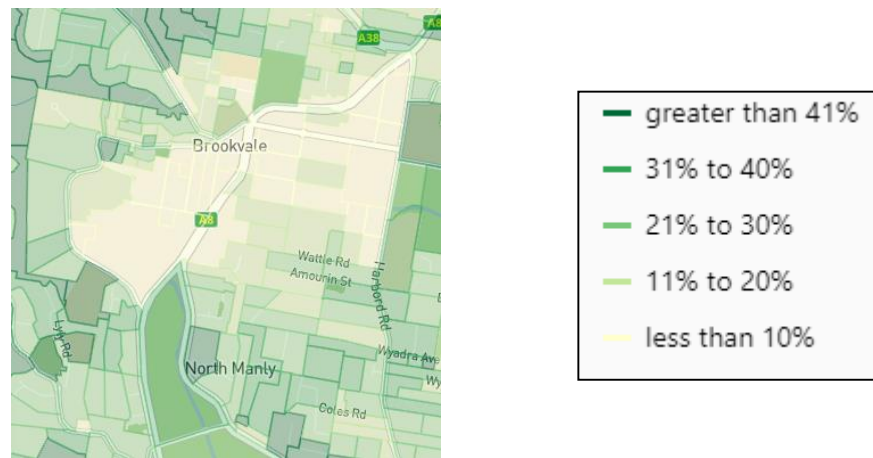 A8
A38
Brookvale
A8
Wattle Rd
Amourin St
Harbord Rd
Lyly Rd
Wyadra Ave
North Manly
Wy
Coles Rd
greater than 41%
31% to 40%
21% to 30%
11% to 20%
less than 10%